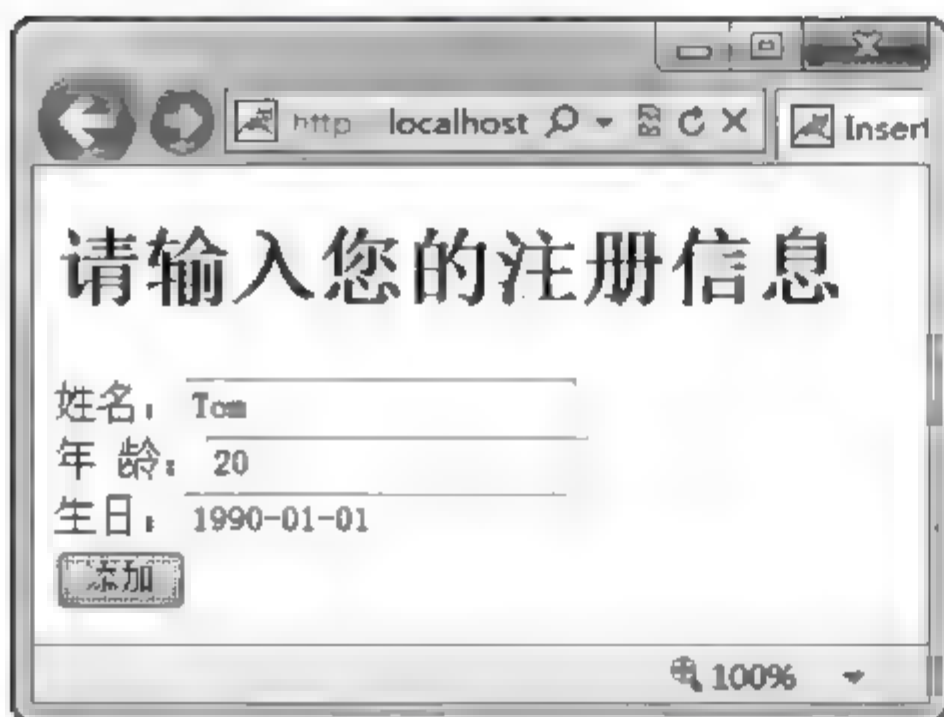 http localhost
Insert
请输入您的注册信息
姓名： Tom
年 龄： 20
生日： 1990-01-01
添加
100%